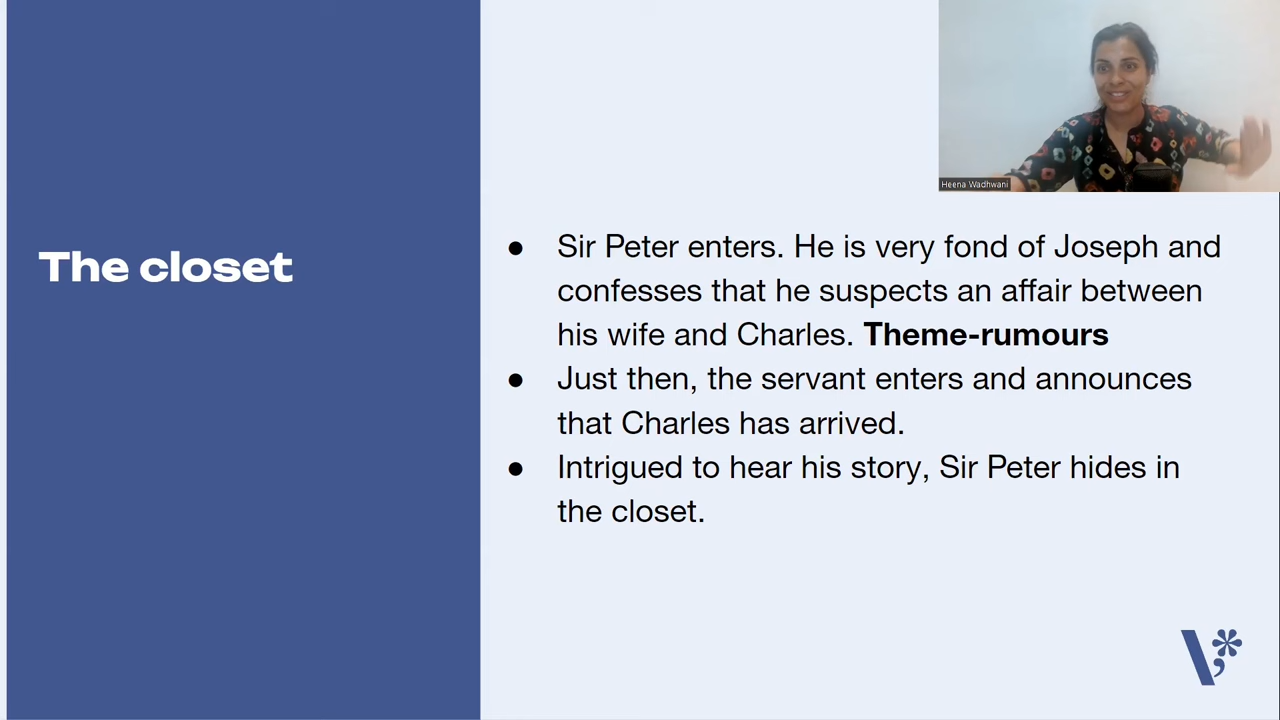 Heena Wadhwani
The closet
● Sir Peter enters. He is very fond of Joseph and
confesses that he suspects an affair between
his wife and Charles. Theme-rumours
● Just then, the servant enters and announces
that Charles has arrived.
● Intrigued to hear his story, Sir Peter hides in
the closet.